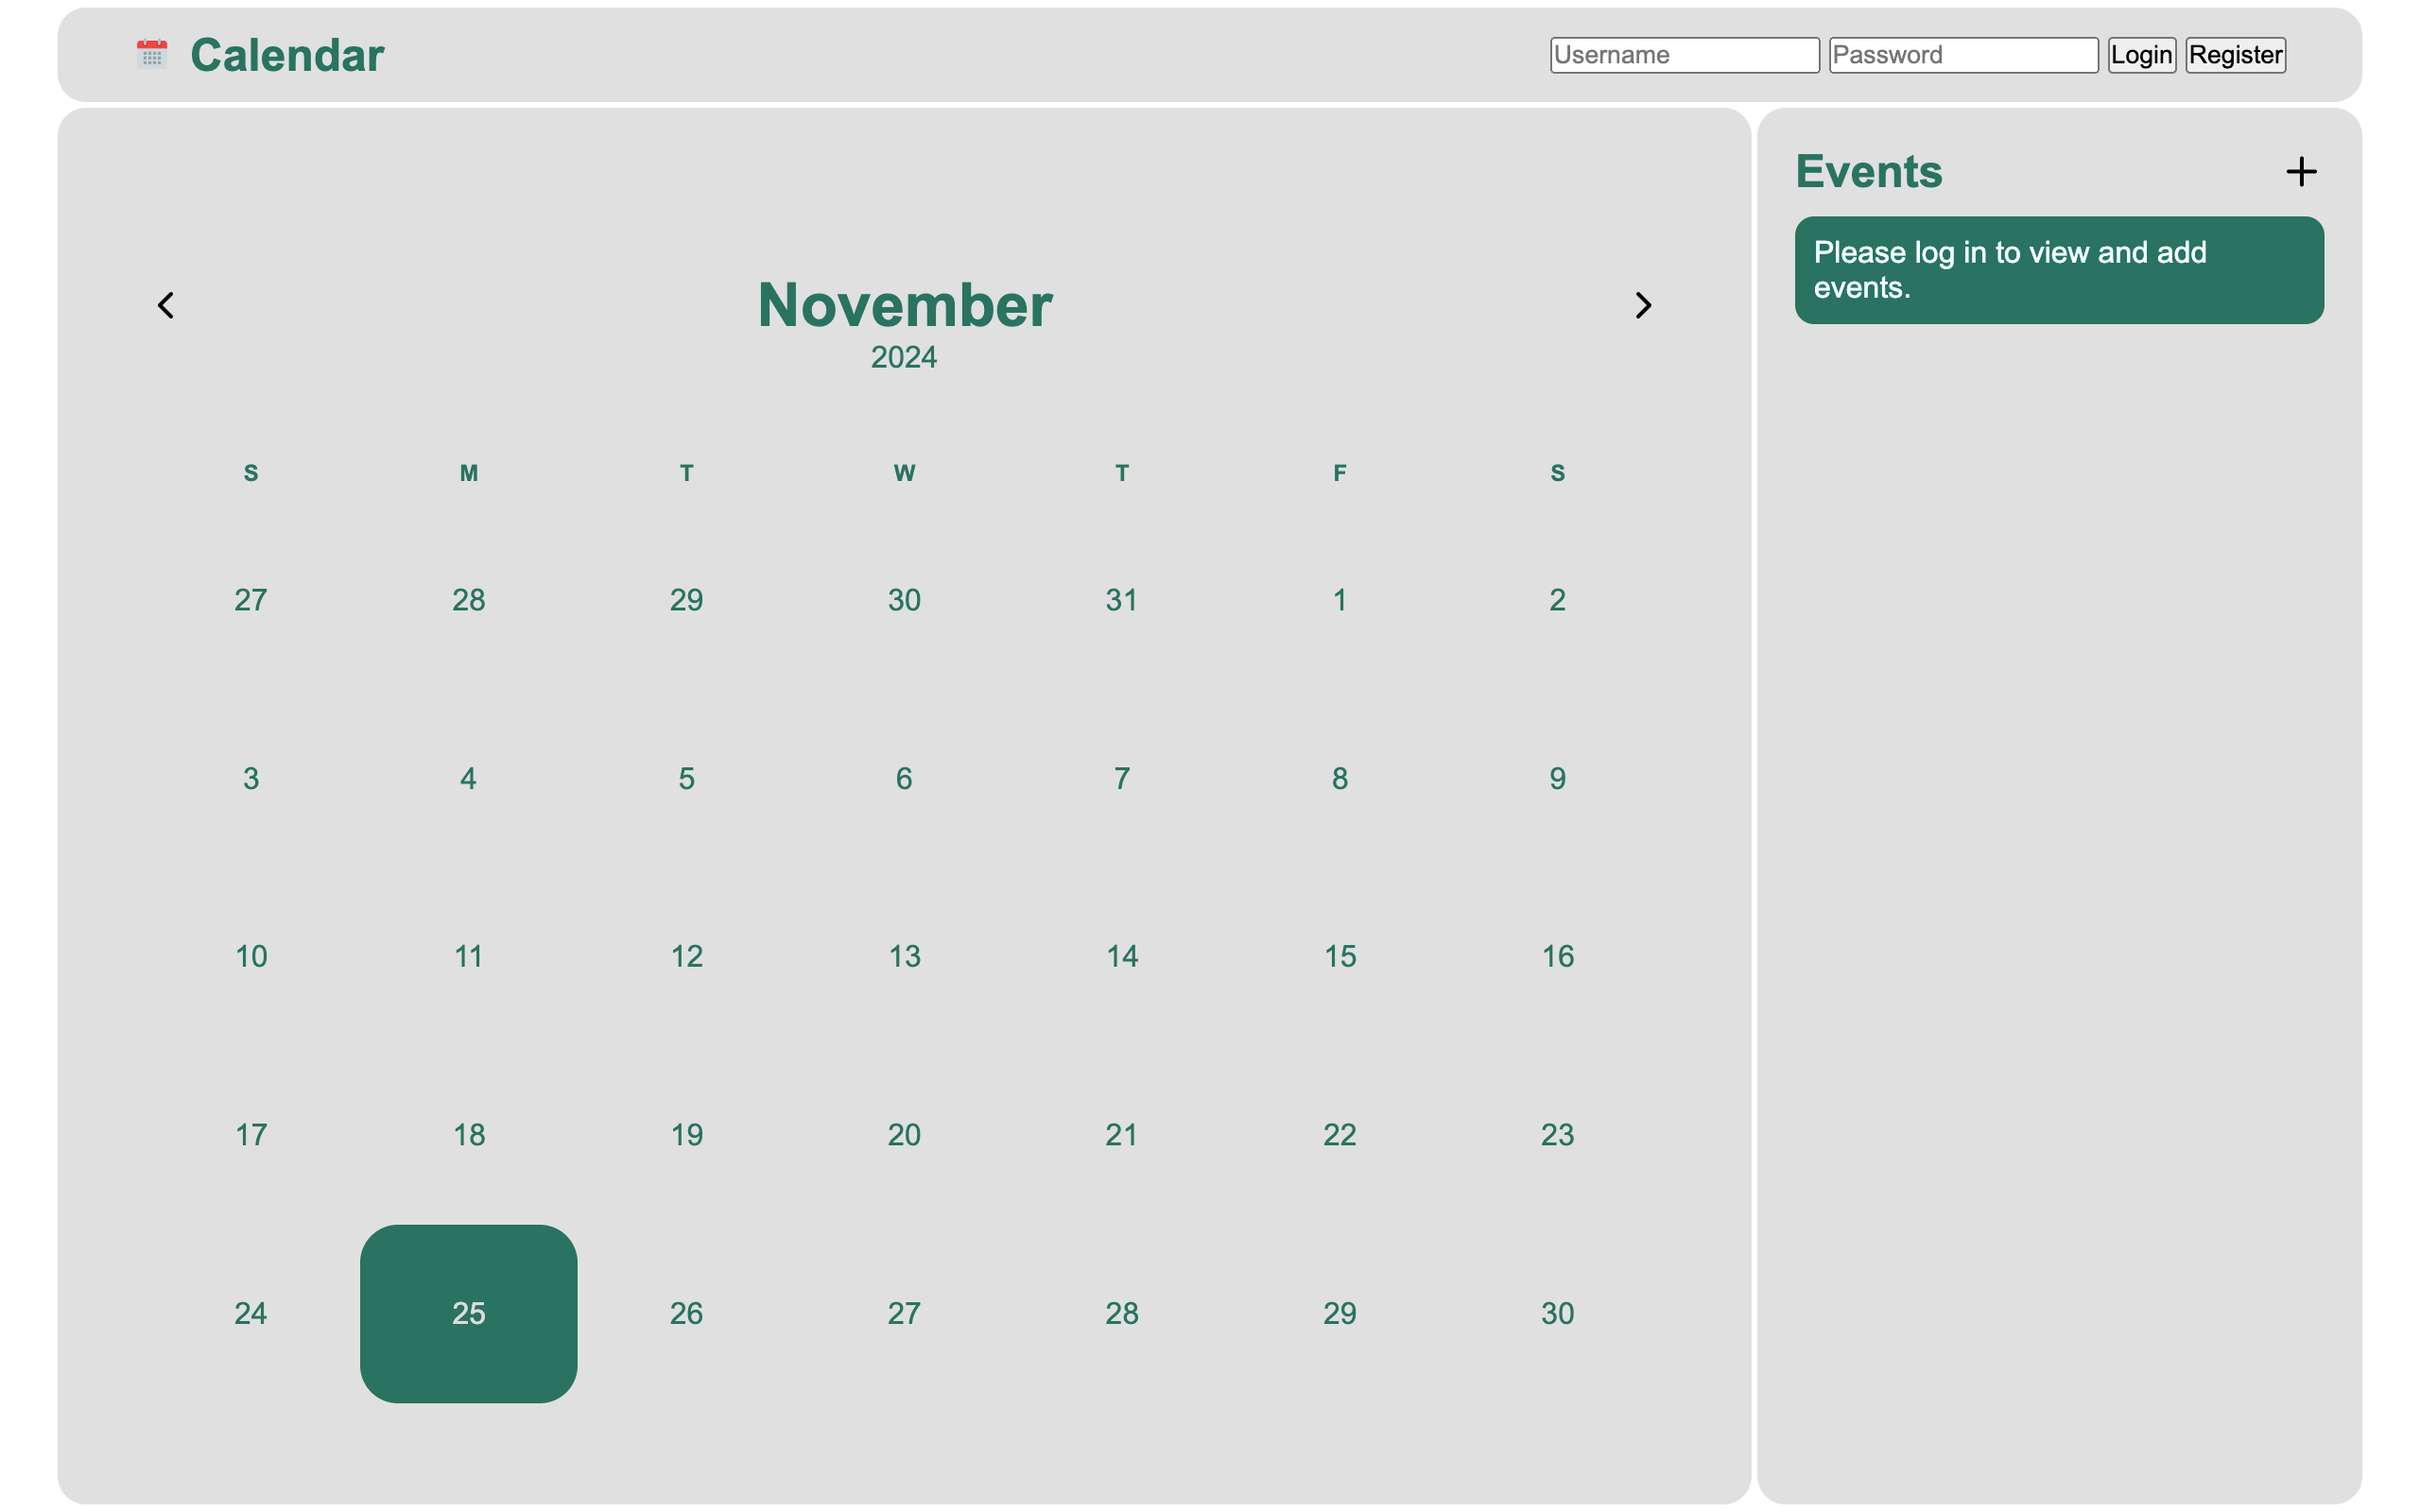 Calendar
Username Password Login Register
Events
Please log in to view and add
events.
November
2024
S M T W T F S
27 28 29 30 31 1 2
3 4 5 6 7 8 9
10 11 12 13 14 15 16
17 18 19 20 21 22 23
24 25 26 27 28 29 30